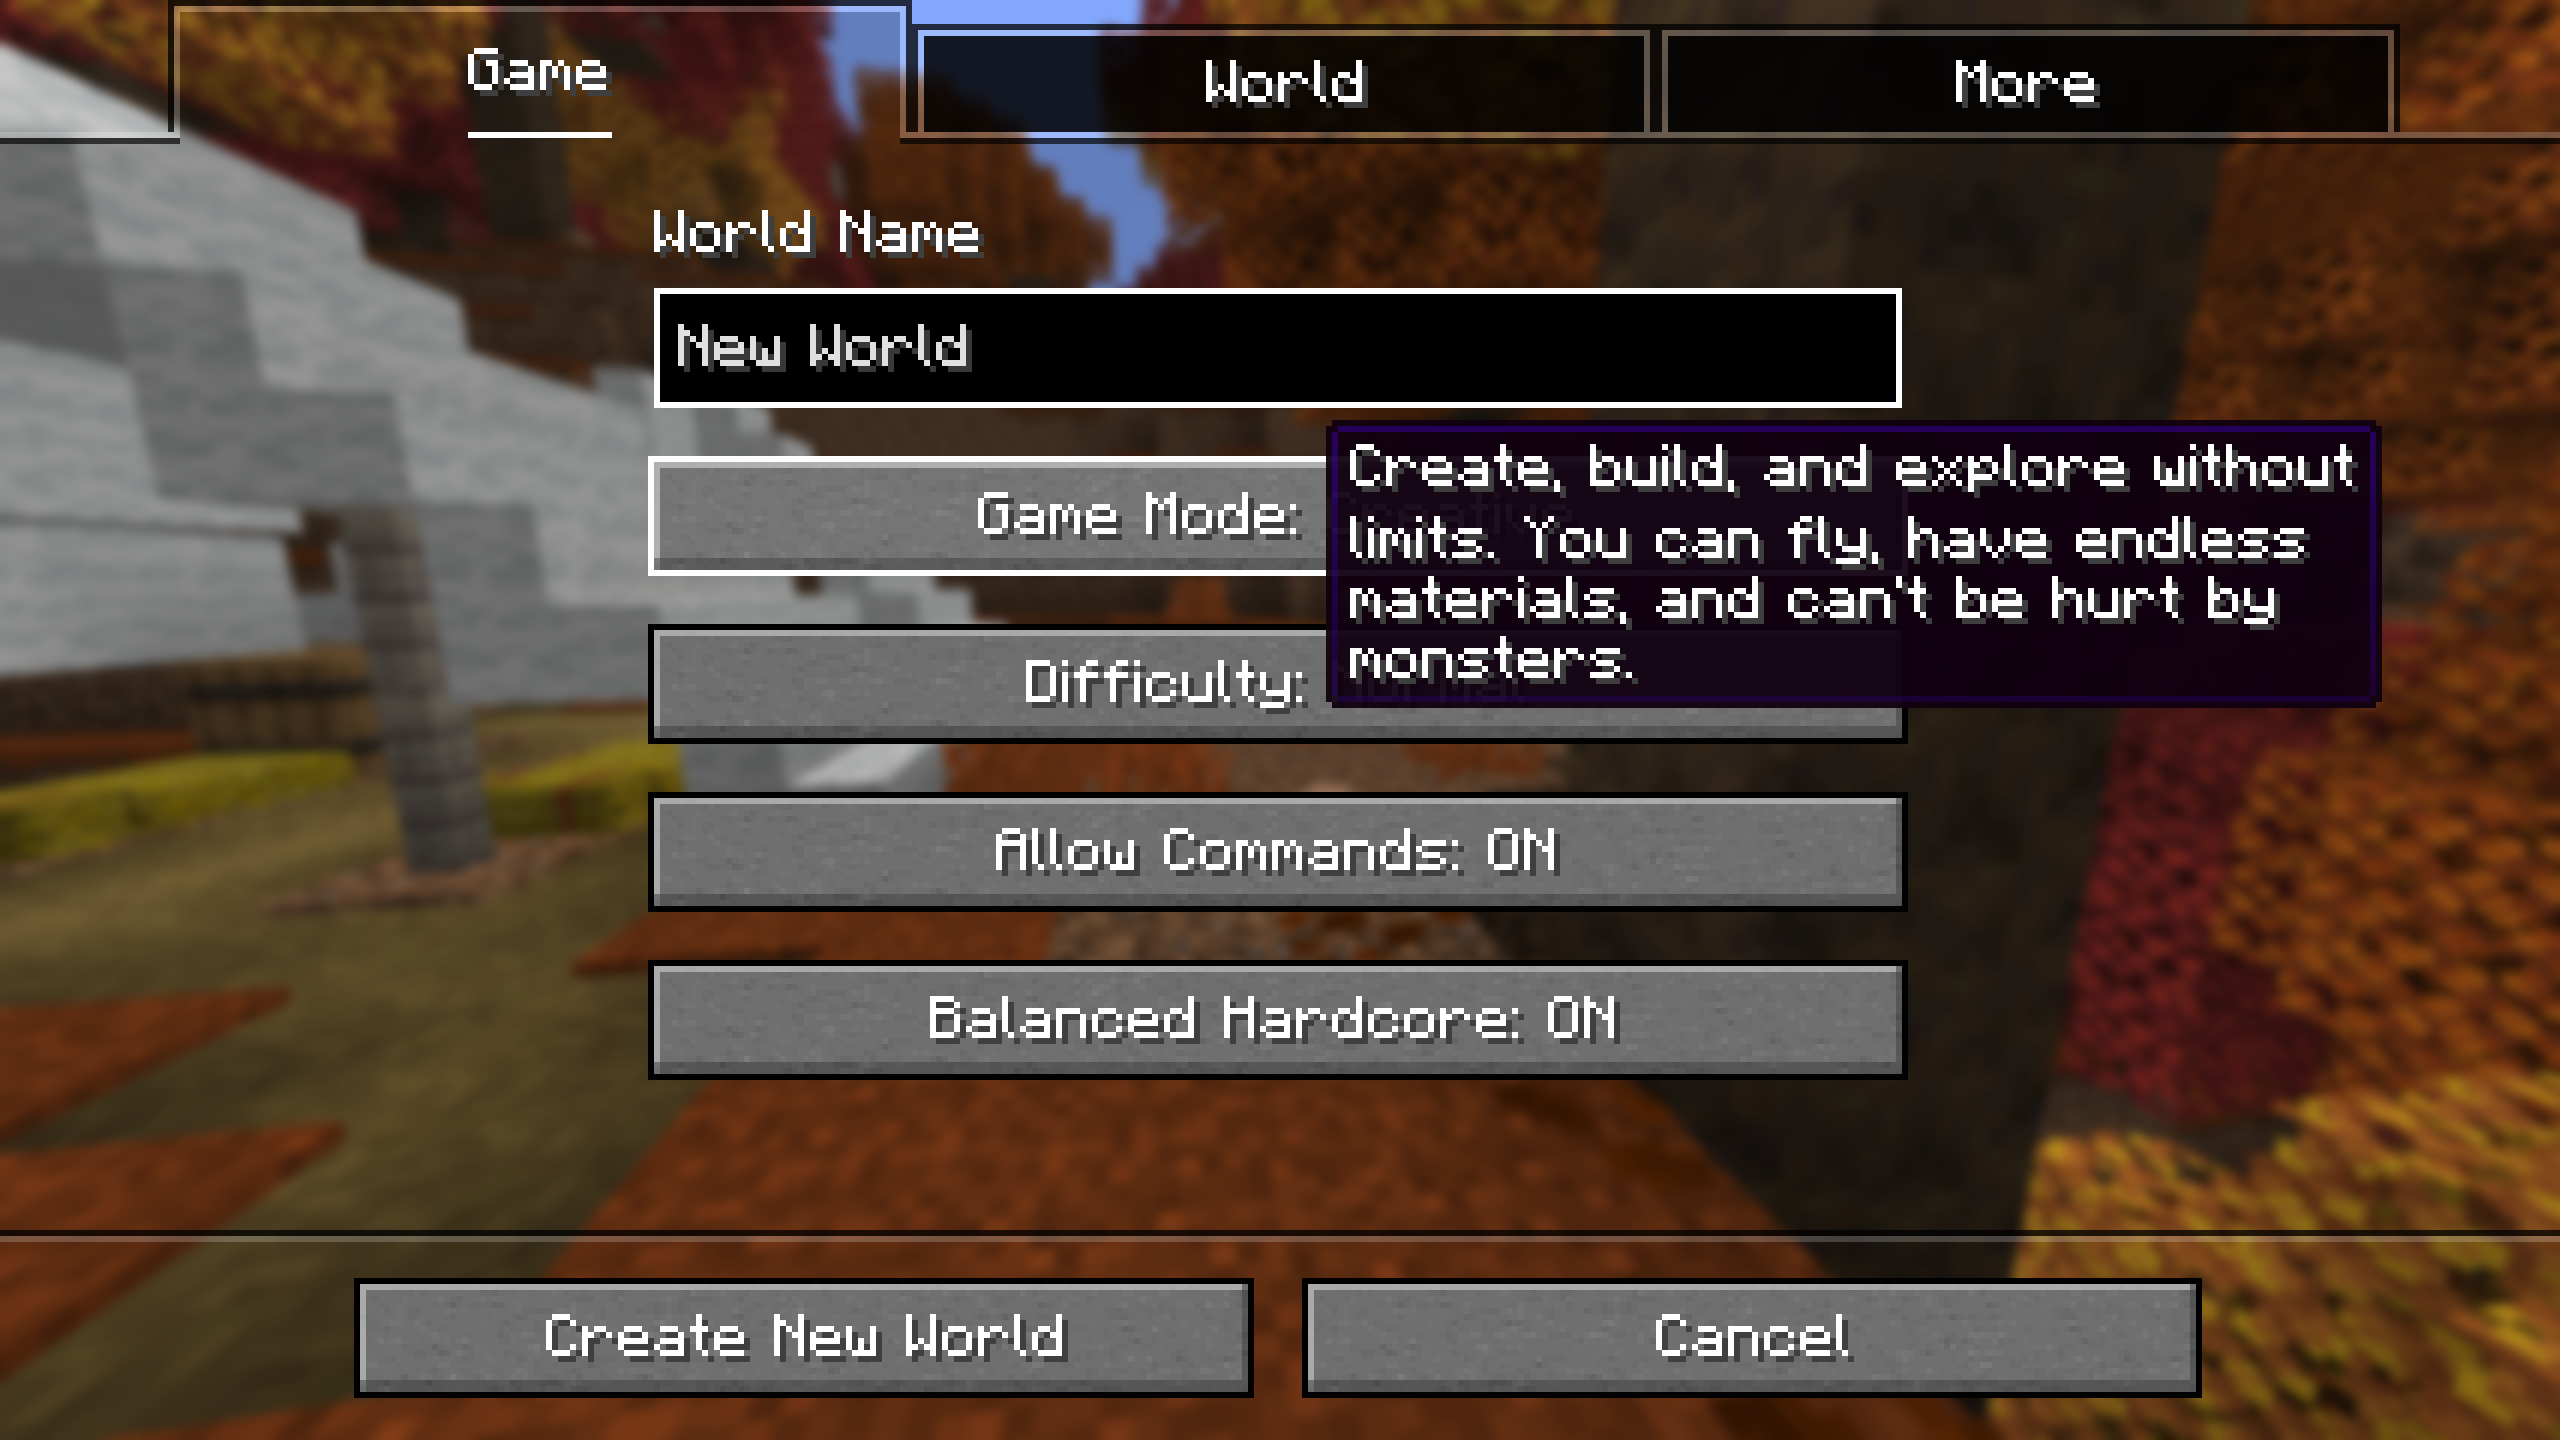 Game
World
More
World Name
New World
Game Mode: Creative
Create, build, and explore without
limits. You can fly, have endless
materials, and can't be hurt by
monsters.
Difficulty:
Allow Commands: ON
Balanced Hardcore: ON
Create New World
Cancel